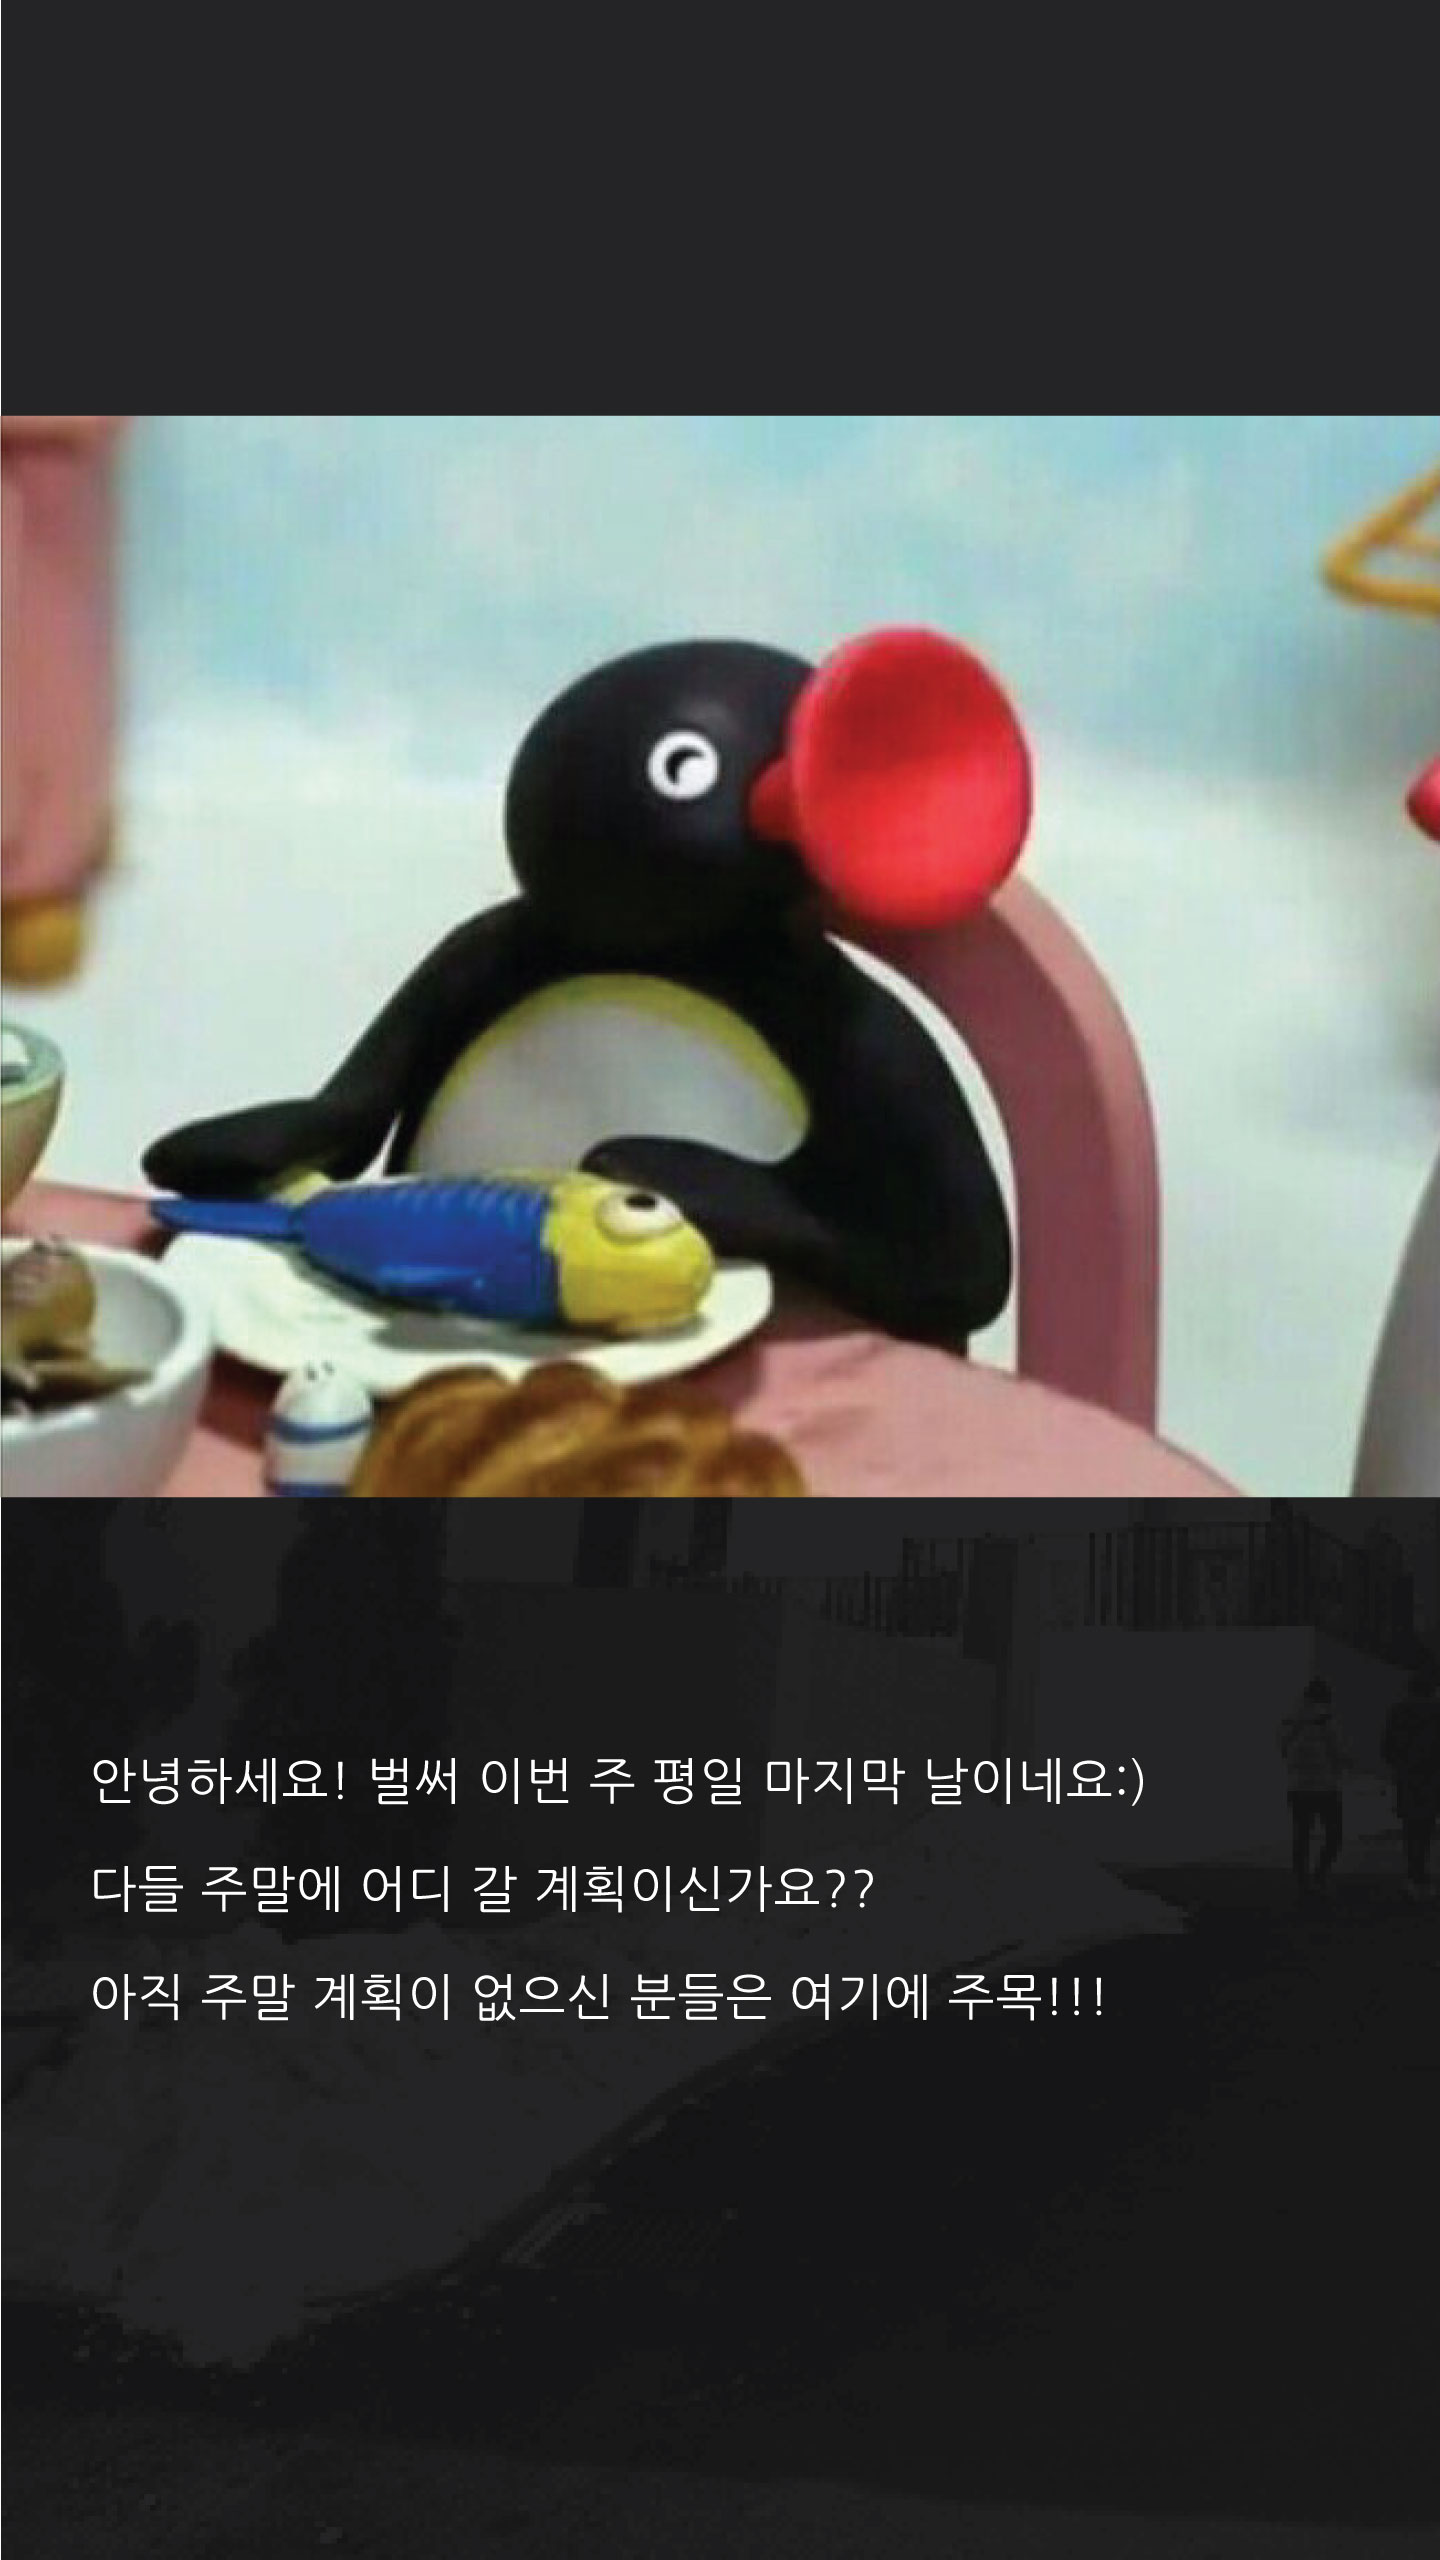 안녕하세요! 벌써 이번 주 평일 마지막 날이네요:)
다들 주말에 어디 갈 계획이신가요??
아직 주말 계획이 없으신 분들은 여기에 주목!!!